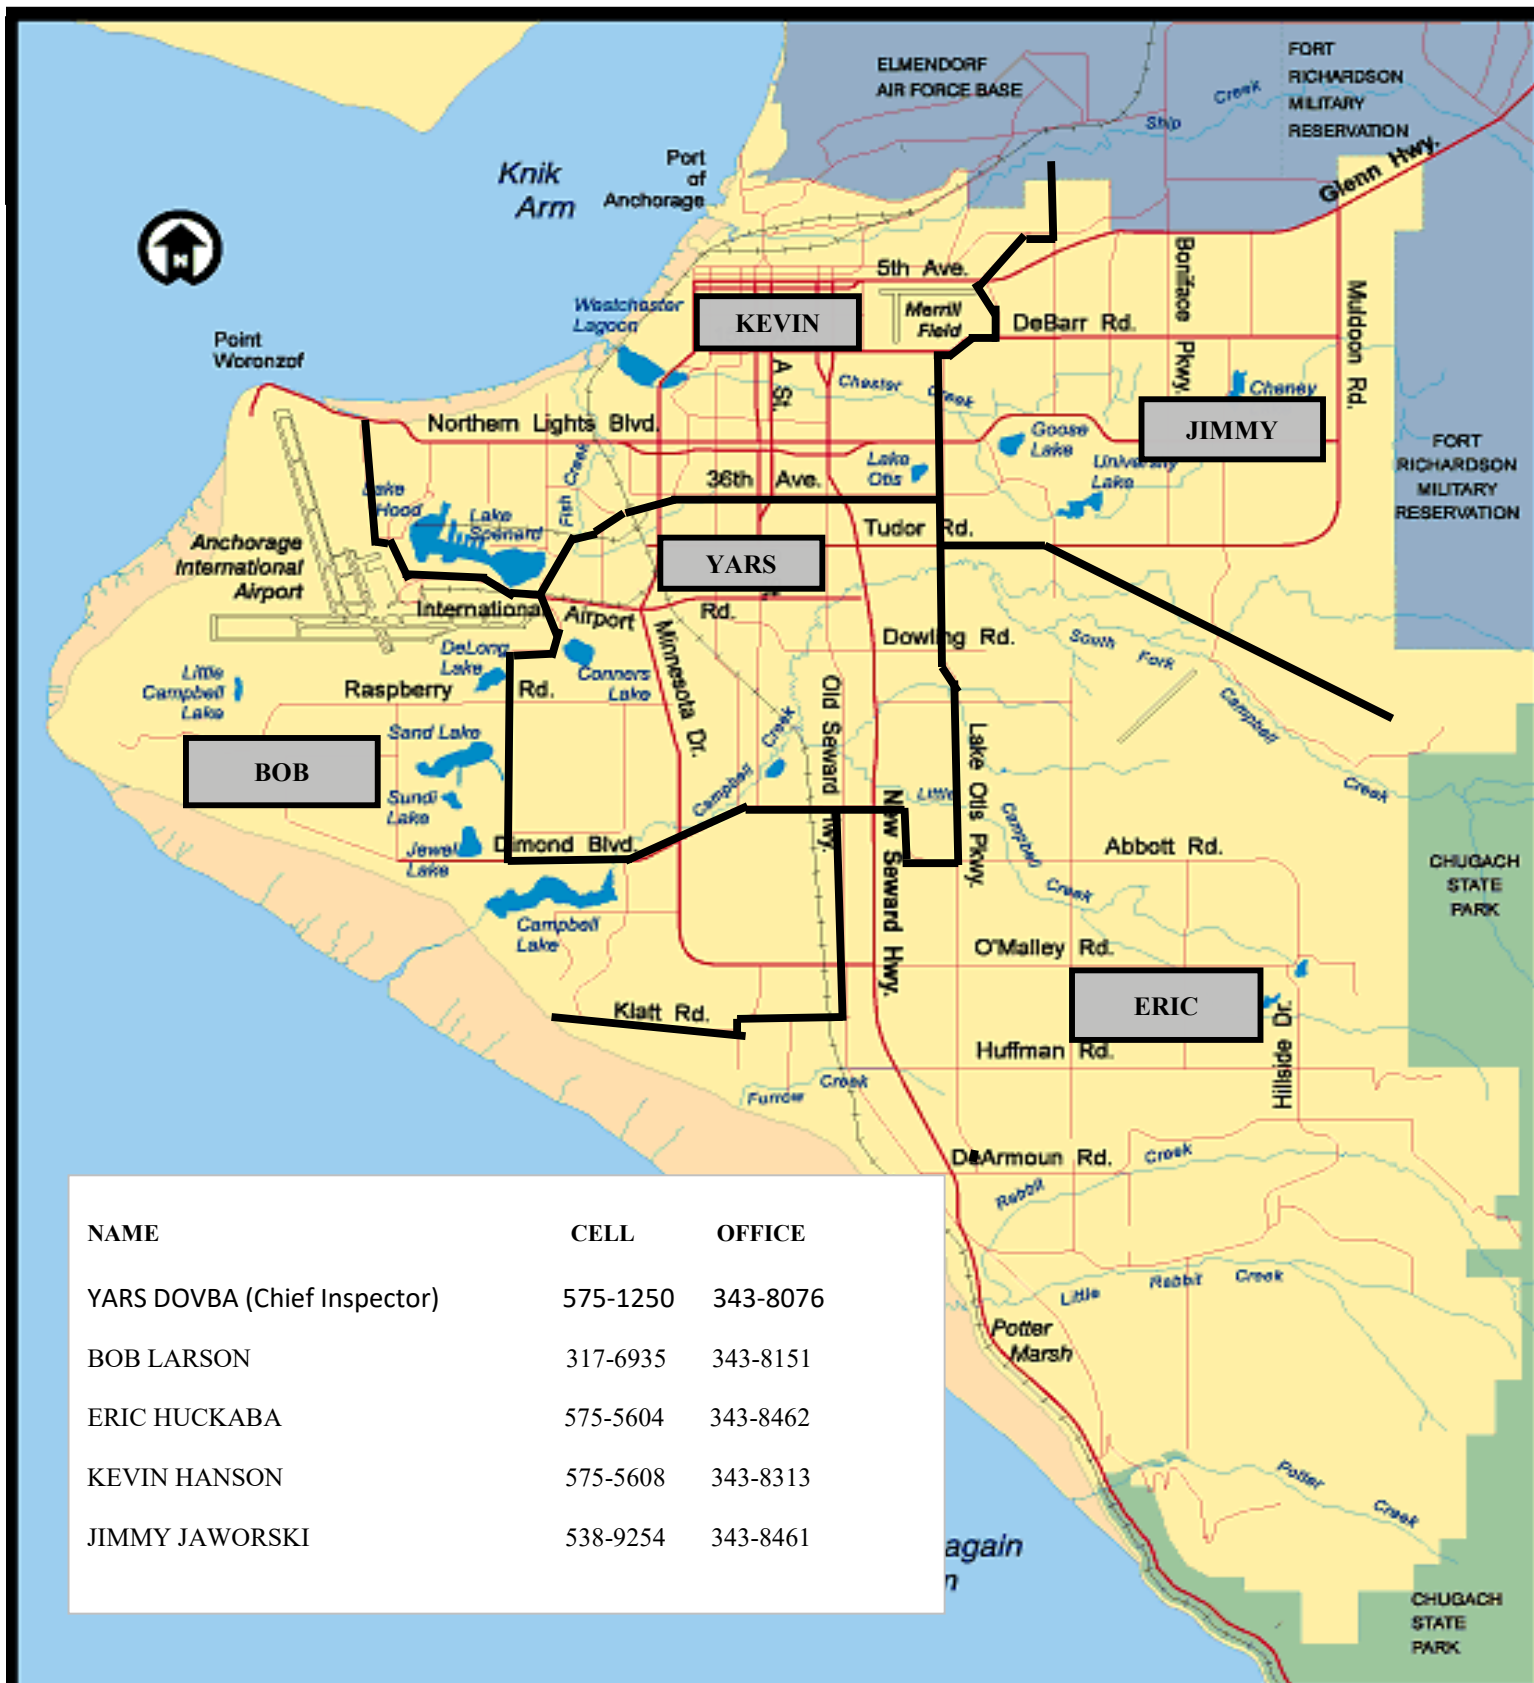 ELMENDORF
AIR FORCE BASE
FORT
RICHARDSON
MILITARY
RESERVATION
Ship
Creek
Glenn Hwy.
Knik
Arm
Port
of
Anchorage
N
5th Ave.
Westchester
Lagoon
KEVIN
Merrill
Field
DeBarr Rd.
Boniface Pkwy.
Muldoon Rd.
Point
Woronzof
A St.
Chester Creek
Cheney
Northern Lights Blvd.
JIMMY
Goose
Lake
University
Lake
FORT
RICHARDSON
MILITARY
RESERVATION
Lake
Otis
36th Ave.
Fish Creek
Lake
Hood
Lake
Spenard
Tudor Rd.
Anchorage
International
Airport
YARS
International Airport Rd.
Dowling Rd.
South Fork
Campbell
Creek
DeLong
Lake
Conners
Lake
Minnesota Dr.
Little
Campbell
Lake
Raspberry Rd.
Old Seward Hwy.
Sand Lake
BOB
Campbell Creek
Lake Otis Pkwy.
Little
Campbell
Creek
Sundi
Lake
New Seward Hwy.
Jewel
Lake
Dimond Blvd.
Abbott Rd.
CHUGACH
STATE
PARK
Campbell
Lake
O'Malley Rd.
ERIC
Klatt Rd.
Hillside Dr.
Huffman Rd.
Furrow Creek
DeArmoun Rd.
Rabbit Creek
Little Rabbit Creek
Potter
Marsh
NAME CELL OFFICE
YARS DOVBA (Chief Inspector) 575-1250 343-8076
BOB LARSON 317-6935 343-8151
ERIC HUCKABA 575-5604 343-8462
KEVIN HANSON 575-5608 343-8313
JIMMY JAWORSKI 538-9254 343-8461
Potter Creek
again
n
CHUGACH
STATE
PARK